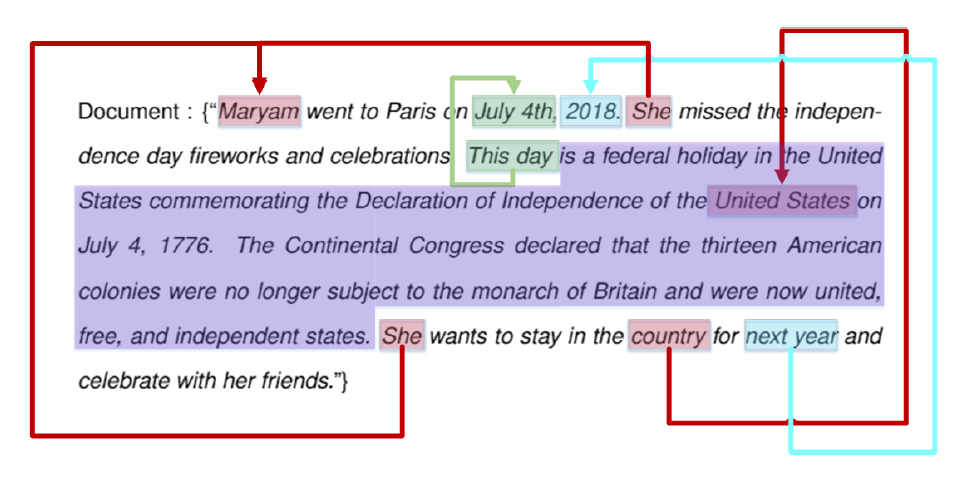 Document : {“Maryam went to Paris on July 4th, 2018. She missed the indepen-
dence day fireworks and celebrations. This day is a federal holiday in the United
States commemorating the Declaration of Independence of the United States on
July 4, 1776. The Continental Congress declared that the thirteen American
colonies were no longer subject to the monarch of Britain and were now united,
free, and independent states. She wants to stay in the country for next year and
celebrate with her friends.”}